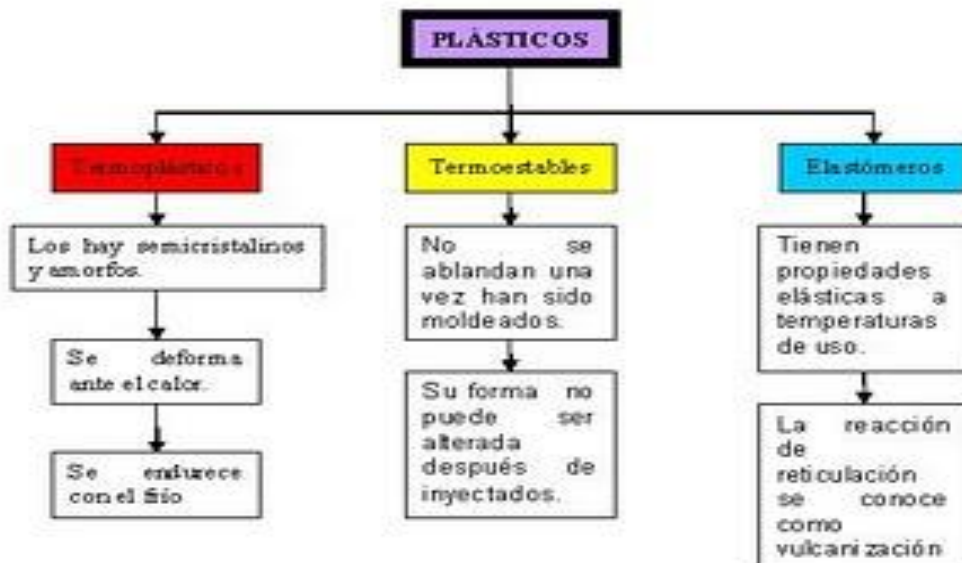 PLÁSTICOS
Termoplásticos
Los hay semicristalinos
y amorfos.
Se deforma
ante el calor.
Se endurece
con el frío
Termoestables
No se
ablandan una
vez han sido
moldeados.
Su forma no
puede ser
alterada
después de
inyectados.
Elastómeros
Tienen
propiedades
elásticas a
temperaturas
de uso.
La reacción
de
reticulación
se conoce
como
vulcanización